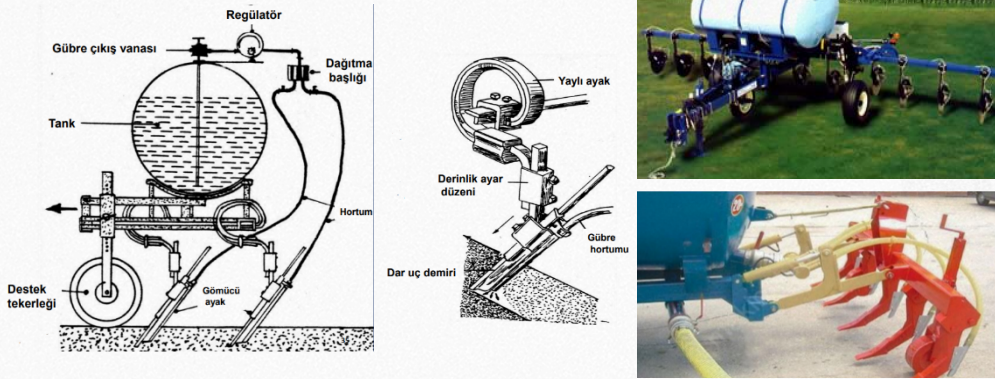 Regülatör
Gübre çıkış vanası
Dağıtma
başlığı
Tank
Hortum
Gömücü
ayak
Destek
tekerleği
Yaylı ayak
Derinlik ayar
düzeni
Gübre
hortumu
Dar uç demiri